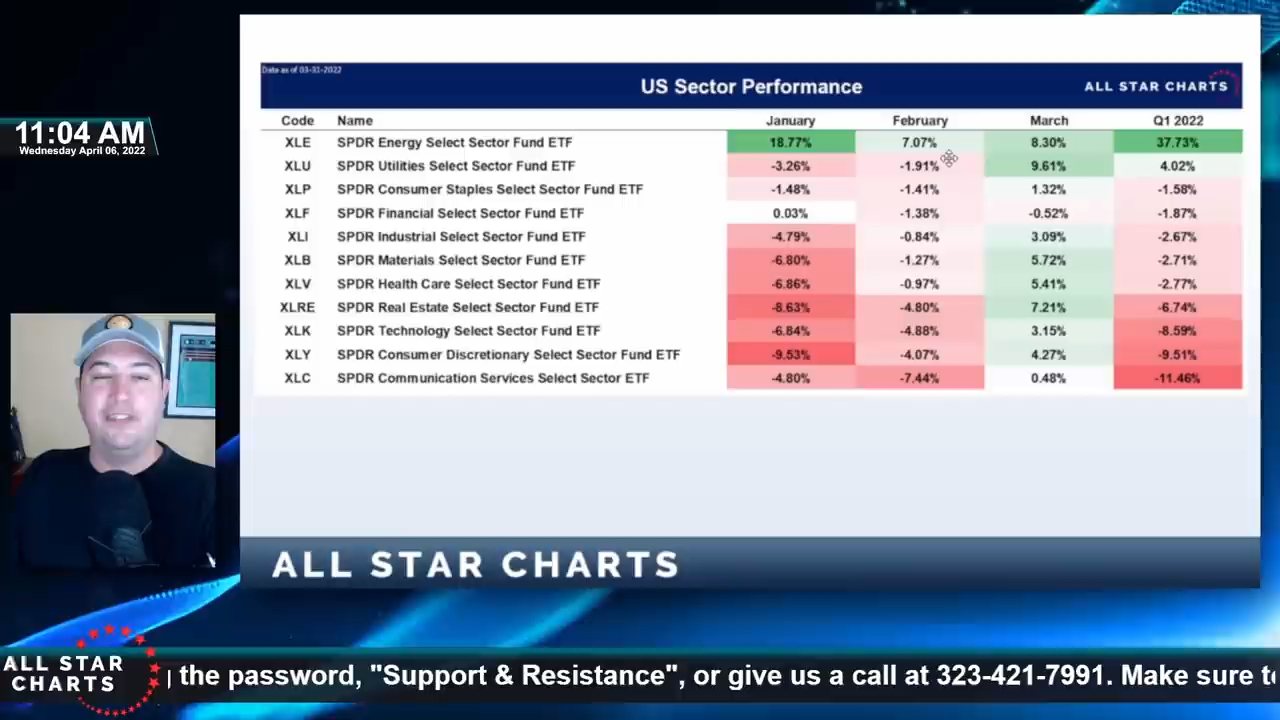 11:04 AM
Wednesday April 06, 2022
Data as of 03-31-2022
US Sector Performance
ALL STAR CHARTS
Code Name January February March Q1 2022
XLE SPDR Energy Select Sector Fund ETF 18.77% 7.07% 8.30% 37.73%
XLU SPDR Utilities Select Sector Fund ETF -3.26% -1.91% 9.61% 4.02%
XLP SPDR Consumer Staples Select Sector Fund ETF -1.48% -1.41% 1.32% -1.58%
XLF SPDR Financial Select Sector Fund ETF 0.03% -1.38% -0.52% -1.87%
XLI SPDR Industrial Select Sector Fund ETF -4.79% -0.84% 3.09% -2.67%
XLB SPDR Materials Select Sector Fund ETF -6.80% -1.27% 5.72% -2.71%
XLV SPDR Health Care Select Sector Fund ETF -6.86% -0.97% 5.41% -2.77%
XLRE SPDR Real Estate Select Sector Fund ETF -8.63% -4.80% 7.21% -6.74%
XLK SPDR Technology Select Sector Fund ETF -6.84% -4.88% 3.15% -8.59%
XLY SPDR Consumer Discretionary Select Sector Fund ETF -9.53% -4.07% 4.27% -9.51%
XLC SPDR Communication Services Select Sector ETF -4.80% -7.44% 0.48% -11.46%
ALL STAR CHARTS
ALL STAR
CHARTS
the password, "Support & Resistance", or give us a call at 323-421-7991. Make sure to